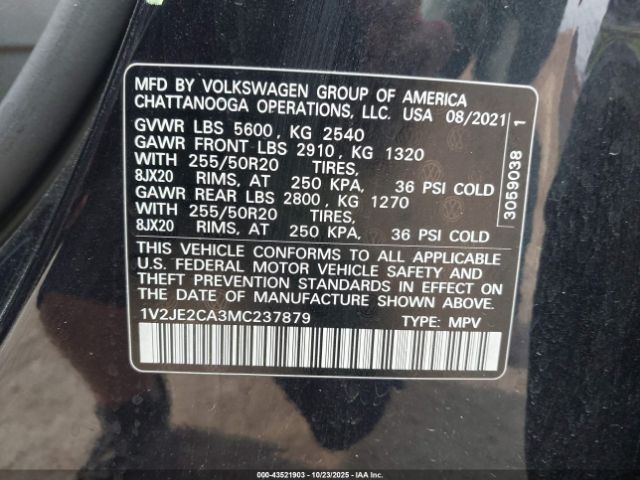 MFD BY VOLKSWAGEN GROUP OF AMERICA
CHATTANOOGA OPERATIONS, LLC. USA 08/2021
GVWR LBS 5600, KG 2540
GAWR FRONT LBS 2910, KG 1320
WITH 255/50R20 TIRES,
8JX20 RIMS, AT 250 KPA, 36 PSI COLD
GAWR REAR LBS 2800, KG 1270
WITH 255/50R20 TIRES,
8JX20 RIMS, AT 250 KPA, 36 PSI COLD
THIS VEHICLE CONFORMS TO ALL APPLICABLE
U.S. FEDERAL MOTOR VEHICLE SAFETY AND
THEFT PREVENTION STANDARDS IN EFFECT ON
THE DATE OF MANUFACTURE SHOWN ABOVE.
1V2JE2CA3MC237879 TYPE: MPV
3059038 1
000-43521903 - 10/23/2025 - IAA Inc.